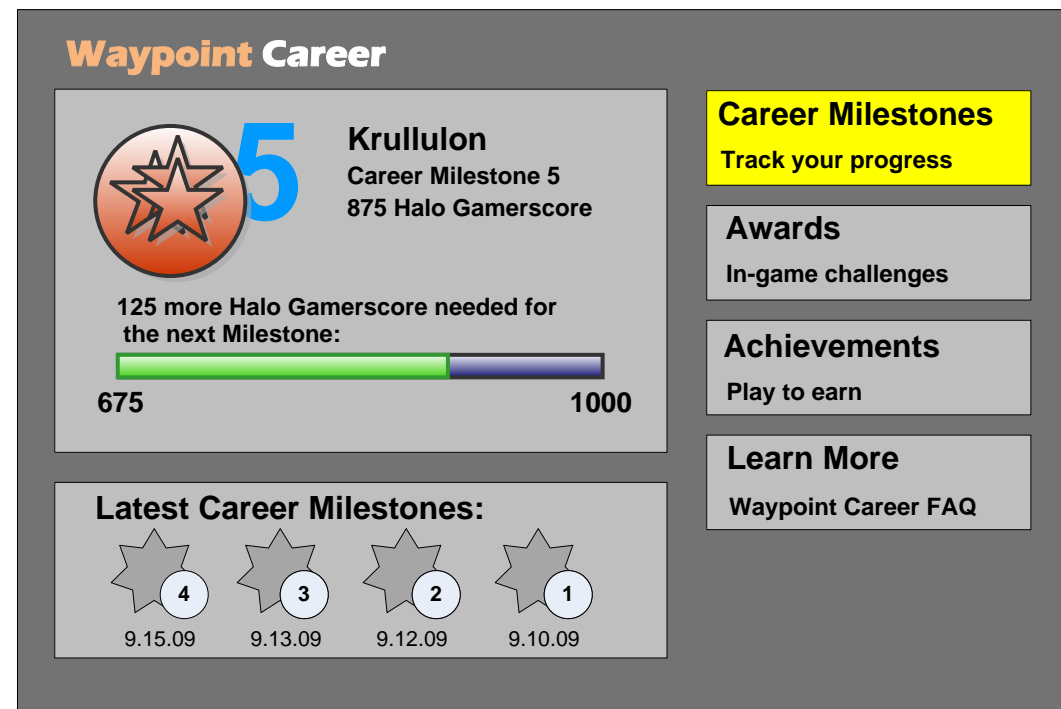 Waypoint Career
5
Krullulon
Career Milestone 5
875 Halo Gamerscore
125 more Halo Gamerscore needed for
the next Milestone:
675 1000
Latest Career Milestones:
4 3 2 1
9.15.09 9.13.09 9.12.09 9.10.09
Career Milestones
Track your progress
Awards
In-game challenges
Achievements
Play to earn
Learn More
Waypoint Career FAQ